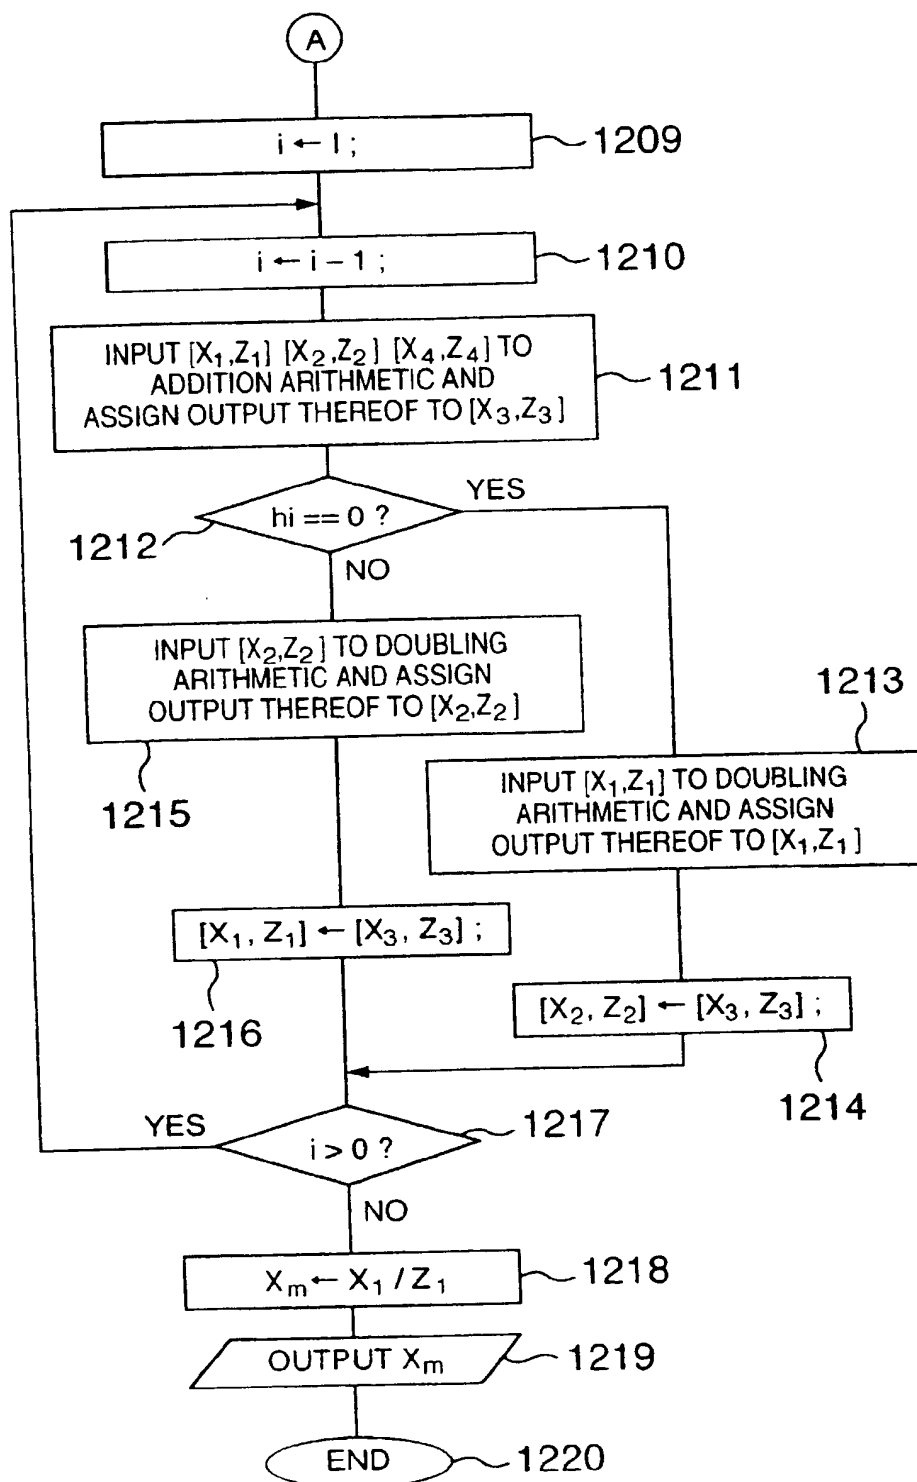 A
i ← l ;
1209
i ← i – 1 ;
1210
INPUT [X₁,Z₁] [X₂,Z₂] [X₄,Z₄] TO
ADDITION ARITHMETIC AND
ASSIGN OUTPUT THEREOF TO [X₃,Z₃]
1211
YES
hi == 0 ?
1212
NO
INPUT [X₂,Z₂] TO DOUBLING
ARITHMETIC AND ASSIGN
OUTPUT THEREOF TO [X₂,Z₂]
1215
1213
INPUT [X₁,Z₁] TO DOUBLING
ARITHMETIC AND ASSIGN
OUTPUT THEREOF TO [X₁,Z₁]
[X₁, Z₁] ← [X₃, Z₃] ;
1216
[X₂, Z₂] ← [X₃, Z₃] ;
1214
YES
i > 0 ?
1217
NO
Xₘ ← X₁ / Z₁
1218
OUTPUT Xₘ
1219
END
1220